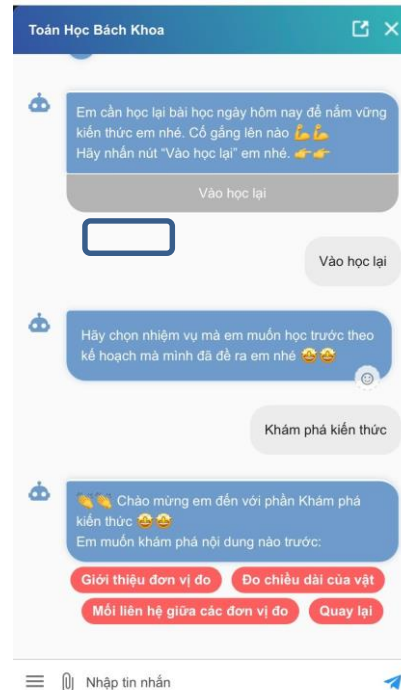 Toán Học Bách Khoa
Em cần học lại bài học ngày hôm nay để nắm vững
kiến thức em nhé. Cố gắng lên nào 💪💪
Hãy nhấn nút "Vào học lại" em nhé. 👉👉
Vào học lại
Vào học lại
Hãy chọn nhiệm vụ mà em muốn học trước theo
kế hoạch mà mình đã đề ra em nhé 🤩🤩
Khám phá kiến thức
👏👏 Chào mừng em đến với phần Khám phá
kiến thức 🤩🤩
Em muốn khám phá nội dung nào trước:
Giới thiệu đơn vị đo Đo chiều dài của vật
Mối liên hệ giữa các đơn vị đo Quay lại
Nhập tin nhắn